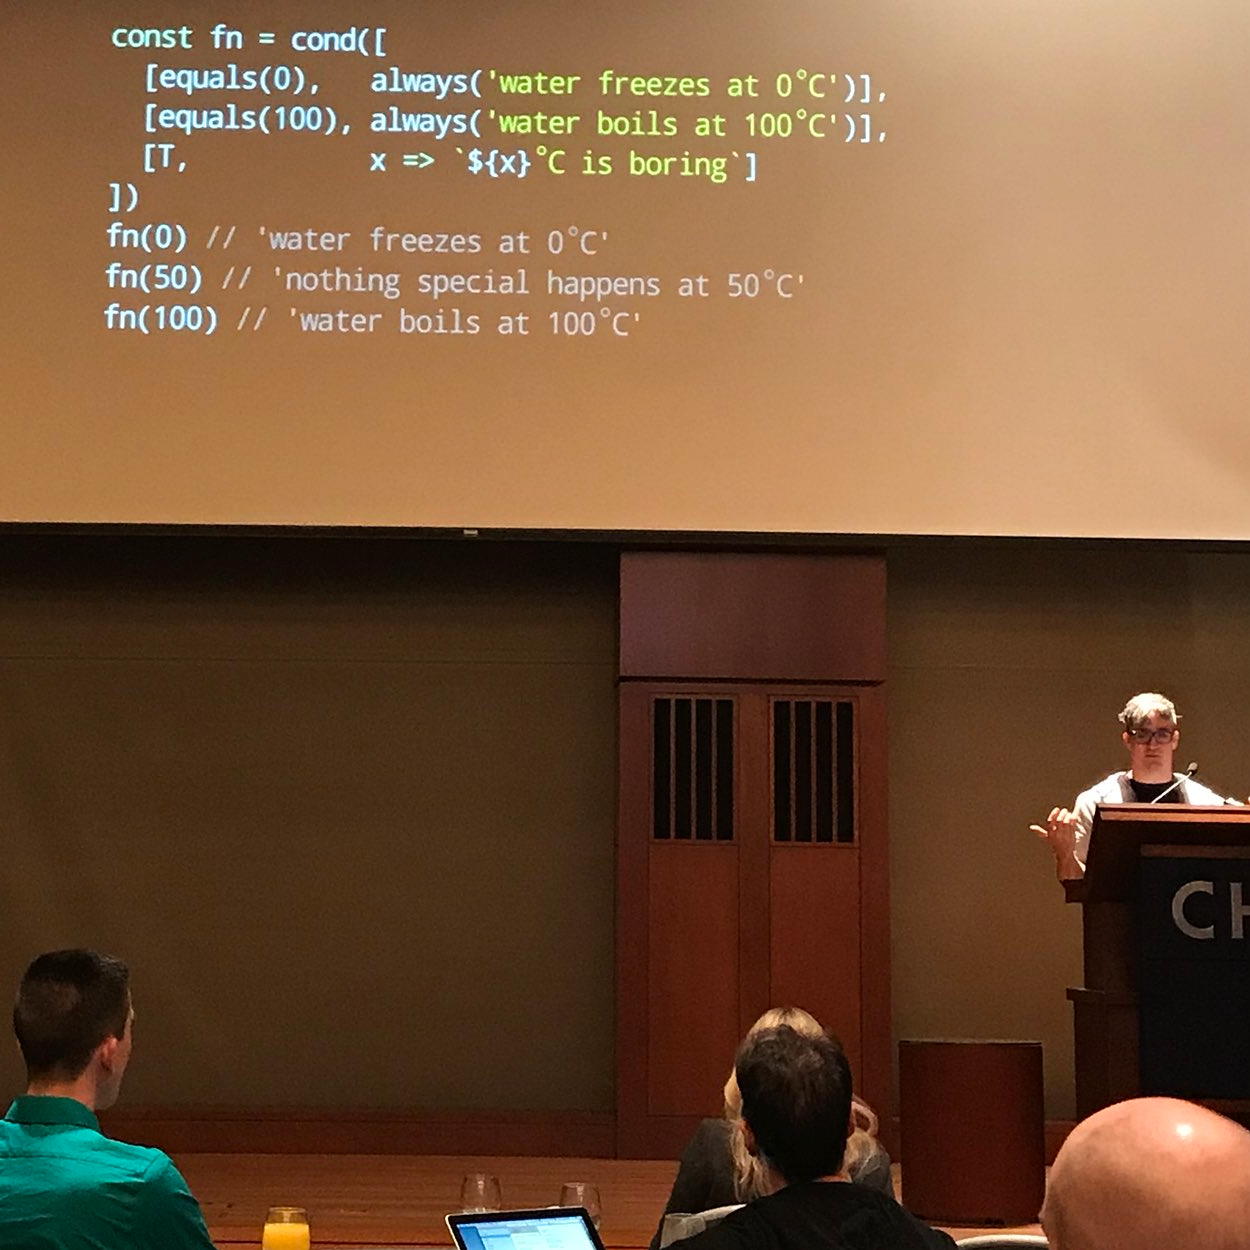 const fn = cond([
  [equals(0),   always('water freezes at 0°C')],
  [equals(100), always('water boils at 100°C')],
  [T,           x => `${x}°C is boring`]
])
fn(0) // 'water freezes at 0°C'
fn(50) // 'nothing special happens at 50°C'
fn(100) // 'water boils at 100°C'
CH